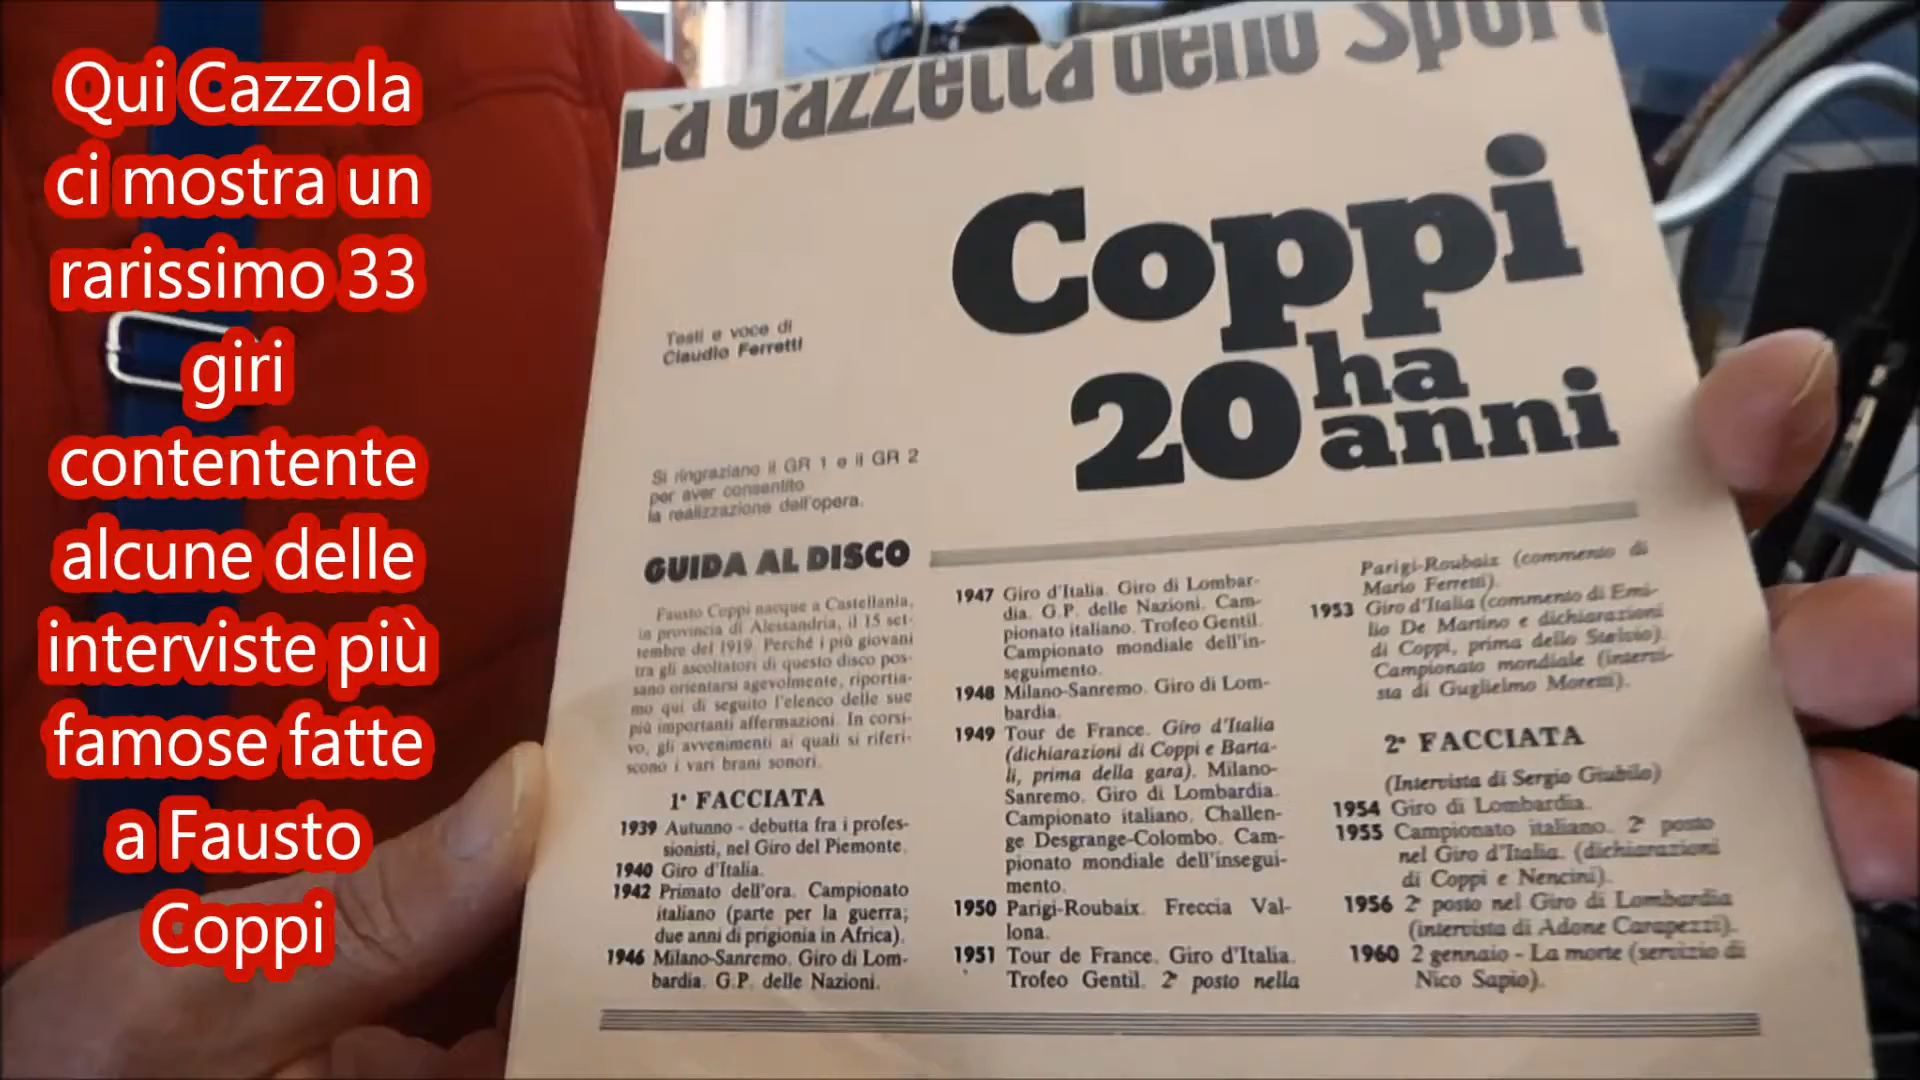 Qui Cazzola
ci mostra un
rarissimo 33
giri
contentente
alcune delle
interviste più
famose fatte
a Fausto
Coppi
La Gazzetta dello Sport
Coppi
ha
20 anni
Testi e voce di
Claudio Ferretti
Si ringraziano il GR 1 e il GR 2
per aver consentito
la realizzazione dell'opera.
GUIDA AL DISCO
Fausto Coppi nacque a Castellania,
in provincia di Alessandria, il 15 set-
tembre del 1919. Perché i più giovani
tra gli ascoltatori di questo disco pos-
sano orientarsi agevolmente, riportia-
mo qui di seguito l'elenco delle sue
più importanti affermazioni. In corsi-
vo, gli avvenimenti ai quali si riferi-
scono i vari brani sonori.
1ª FACCIATA
1939 Autunno - debutta fra i profes-
sionisti, nel Giro del Piemonte.
1940 Giro d'Italia.
1942 Primato dell'ora. Campionato
italiano (parte per la guerra;
due anni di prigionia in Africa).
1946 Milano-Sanremo. Giro di Lom-
bardia. G.P. delle Nazioni.
1947 Giro d'Italia. Giro di Lombar-
dia. G.P. delle Nazioni. Cam-
pionato italiano. Trofeo Gentil.
Campionato mondiale dell'in-
seguimento.
1948 Milano-Sanremo. Giro di Lom-
bardia.
1949 Tour de France. Giro d'Italia
(dichiarazioni di Coppi e Barta-
li, prima della gara). Milano-
Sanremo. Giro di Lombardia.
Campionato italiano. Challen-
ge Desgrange-Colombo. Cam-
pionato mondiale dell'insegui-
mento.
1950 Parigi-Roubaix. Freccia Val-
lona.
1951 Tour de France. Giro d'Italia.
Trofeo Gentil. 2º posto nella
Parigi-Roubaix (commento di
Mario Ferretti).
1953 Giro d'Italia (commento di Emi-
lio De Martino e dichiarazioni
di Coppi, prima dello Stelvio).
Campionato mondiale (intervi-
sta di Guglielmo Moretti).
2ª FACCIATA
(Intervista di Sergio Giubilo)
1954 Giro di Lombardia.
1955 Campionato italiano. 2º posto
nel Giro d'Italia. (dichiarazioni
di Coppi e Nencini).
1956 2º posto nel Giro di Lombardia
(intervista di Adone Carapezzi).
1960 2 gennaio - La morte (servizio di
Nico Sapio).